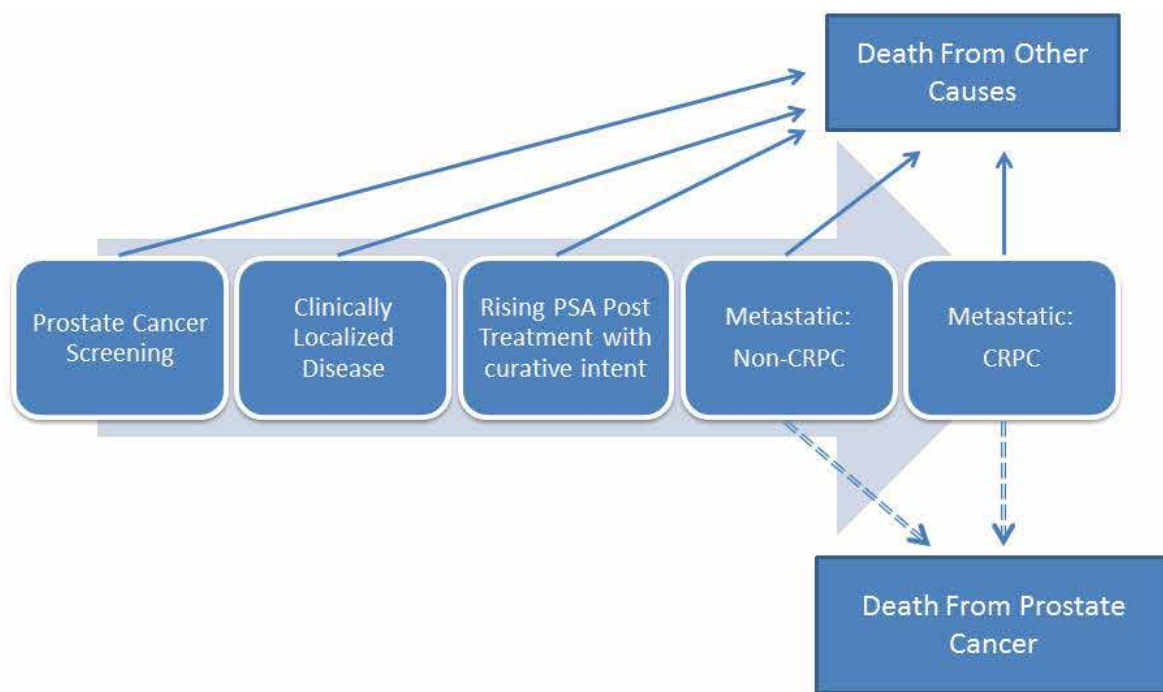 Death From Other
Causes
Prostate Cancer
Screening
Clinically
Localized
Disease
Rising PSA Post
Treatment with
curative intent
Metastatic:
Non-CRPC
Metastatic:
CRPC
Death From Prostate
Cancer